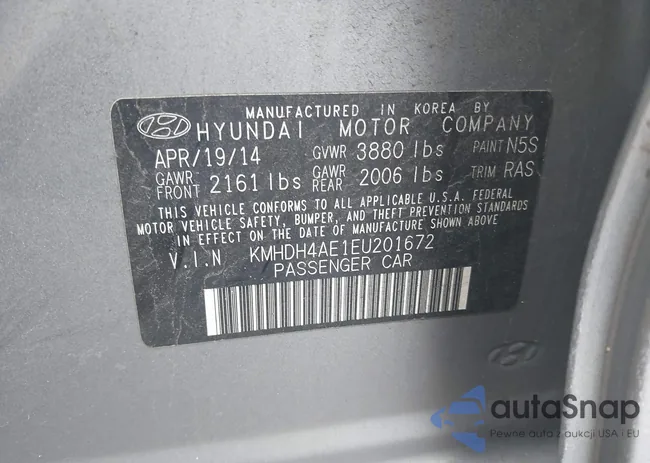 MANUFACTURED IN KOREA BY
HYUNDAI MOTOR COMPANY
APR/19/14 GVWR 3880 lbs PAINT N5S
GAWR FRONT 2161 lbs GAWR REAR 2006 lbs TRIM RAS
THIS VEHICLE CONFORMS TO ALL APPLICABLE U.S.A. FEDERAL
MOTOR VEHICLE SAFETY, BUMPER, AND THEFT PREVENTION STANDARDS
IN EFFECT ON THE DATE OF MANUFACTURE SHOWN ABOVE.
V.I.N KMHDH4AE1EU201672
PASSENGER CAR
autoSnap
Pewne auto z aukcji USA i EU